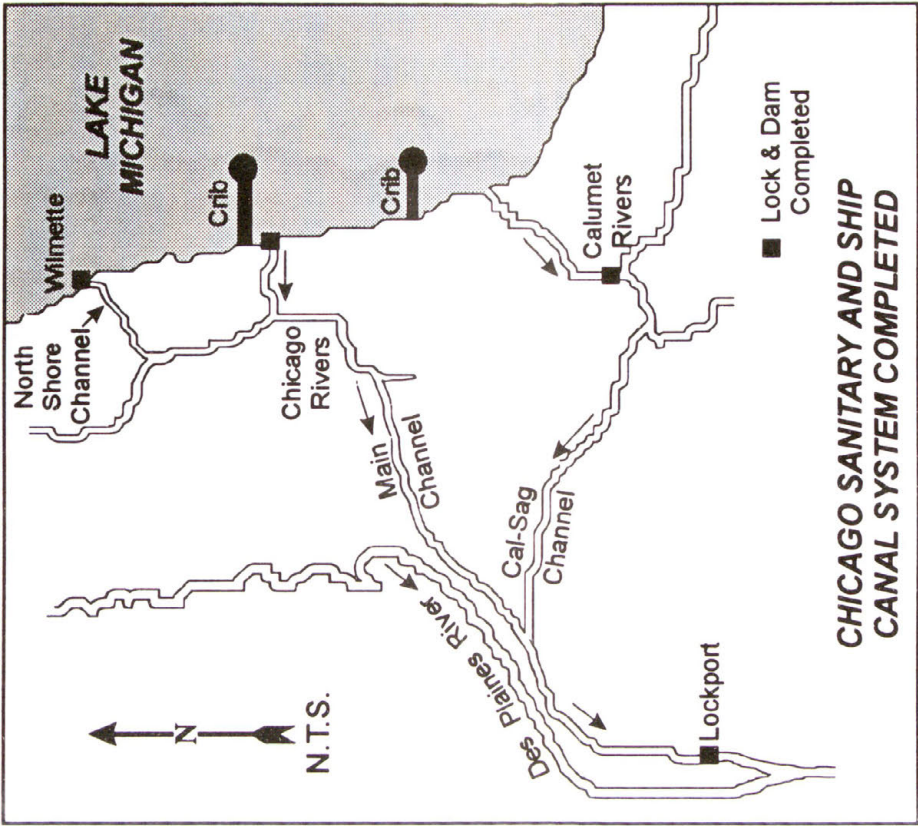 LAKE
MICHIGAN
Wilmette
North
Shore
Channel
Crib
Crib
Chicago
Rivers
Main
Channel
Calumet
Rivers
Cal-Sag
Channel
Des Plaines River
N
N.T.S.
Lockport
Lock & Dam
Completed
CHICAGO SANITARY AND SHIP
CANAL SYSTEM COMPLETED